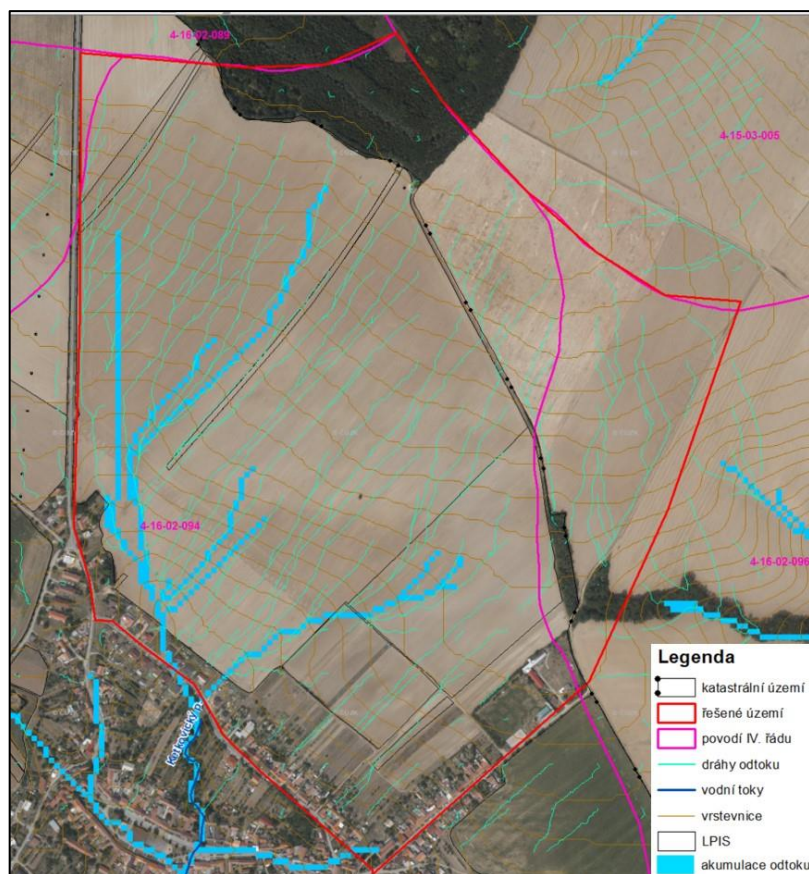 4-16-02-089
4-15-03-005
4-16-02-094
4-16-02-096
Legenda
katastrální území
řešené území
povodí IV. řádu
dráhy odtoku
vodní toky
vrstevnice
LPIS
akumulace odtoku